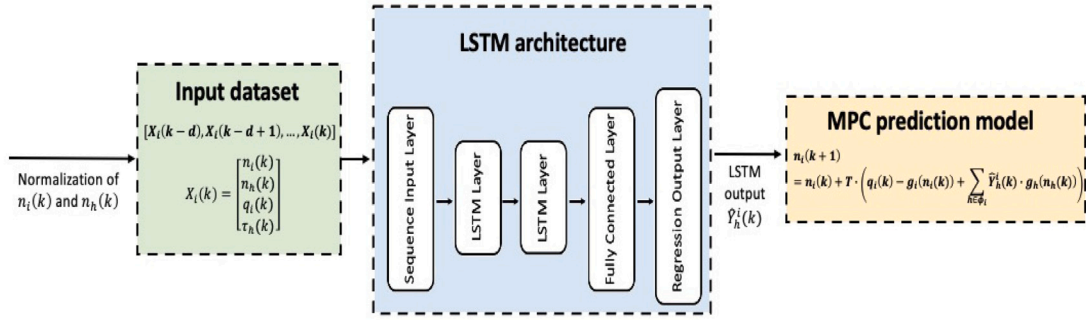 Normalization of
n_i(k) and n_h(k)
Input dataset
[X_i(k − d), X_i(k − d + 1), ..., X_i(k)]
X_i(k) = [n_i(k)
n_h(k)
q_i(k)
τ_h(k)]
LSTM architecture
Sequence Input Layer
LSTM Layer
LSTM Layer
Fully Connected Layer
Regression Output Layer
LSTM
output
Ŷ_h^i(k)
MPC prediction model
n_i(k + 1)
= n_i(k) + T · (q_i(k) − g_i(n_i(k)) + ∑_{h∈ϕ_i} Ŷ_h^i(k) · g_h(n_h(k)))